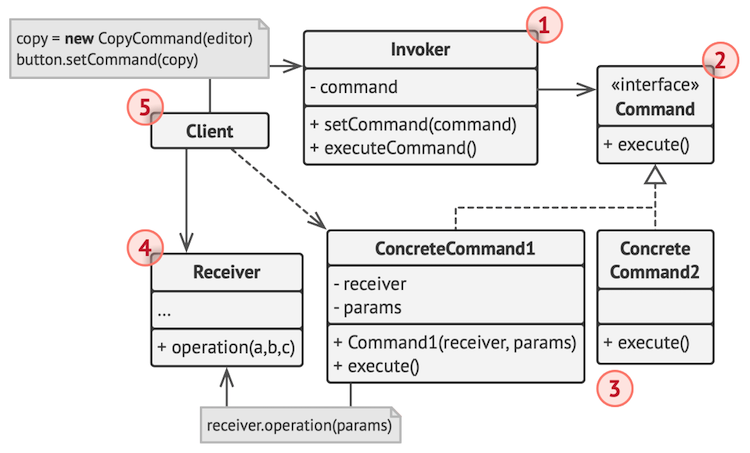 copy = new CopyCommand(editor)
button.setCommand(copy)
1
Invoker
- command
+ setCommand(command)
+ executeCommand()
2
«interface»
Command
+ execute()
5
Client
4
Receiver
...
+ operation(a,b,c)
ConcreteCommand1
- receiver
- params
+ Command1(receiver, params)
+ execute()
Concrete
Command2
+ execute()
3
receiver.operation(params)